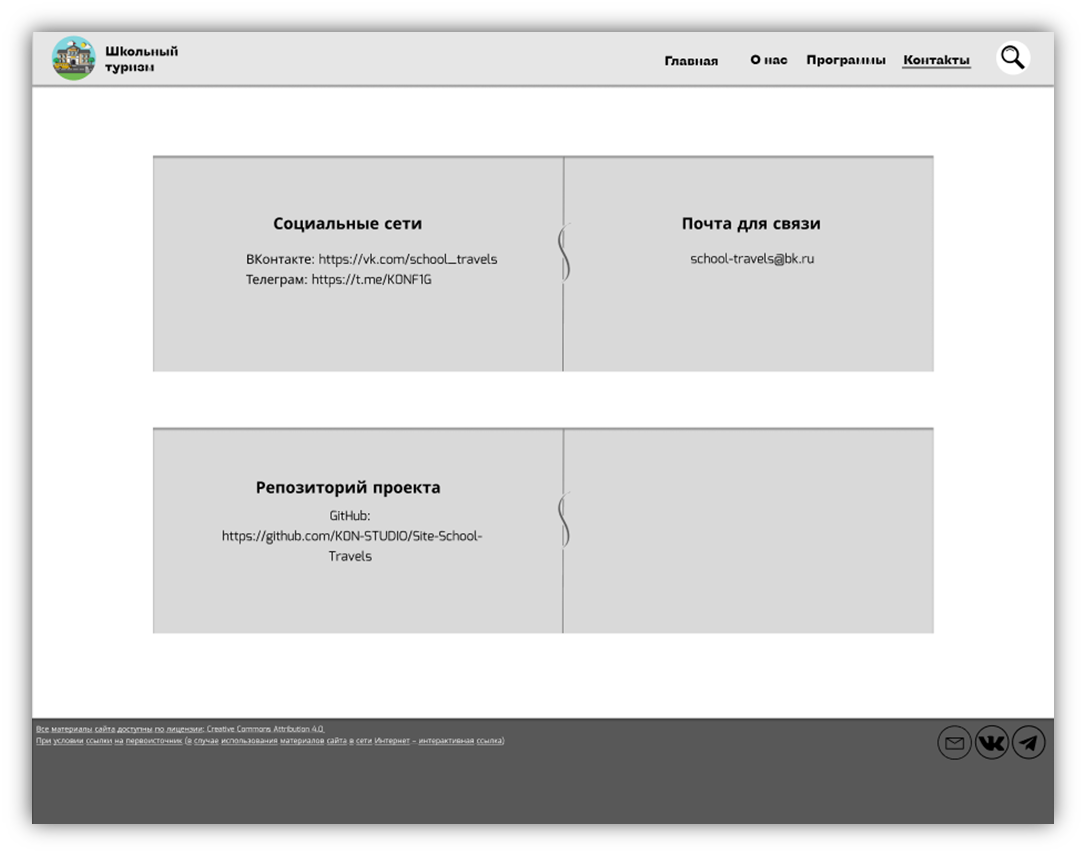 Школьный
туризм
Главная О нас Программы Контакты
Социальные сети
ВКонтакте: https://vk.com/school_travels
Телеграм: https://t.me/K0NF1G
Почта для связи
school-travels@bk.ru
Репозиторий проекта
GitHub:
https://github.com/K0N-STUDIO/Site-School-
Travels
Все материалы сайта доступны по лицензии: Creative Commons Attribution 4.0.
При условии ссылки на первоисточник (в случае использования материалов сайта в сети Интернет – интерактивная ссылка)